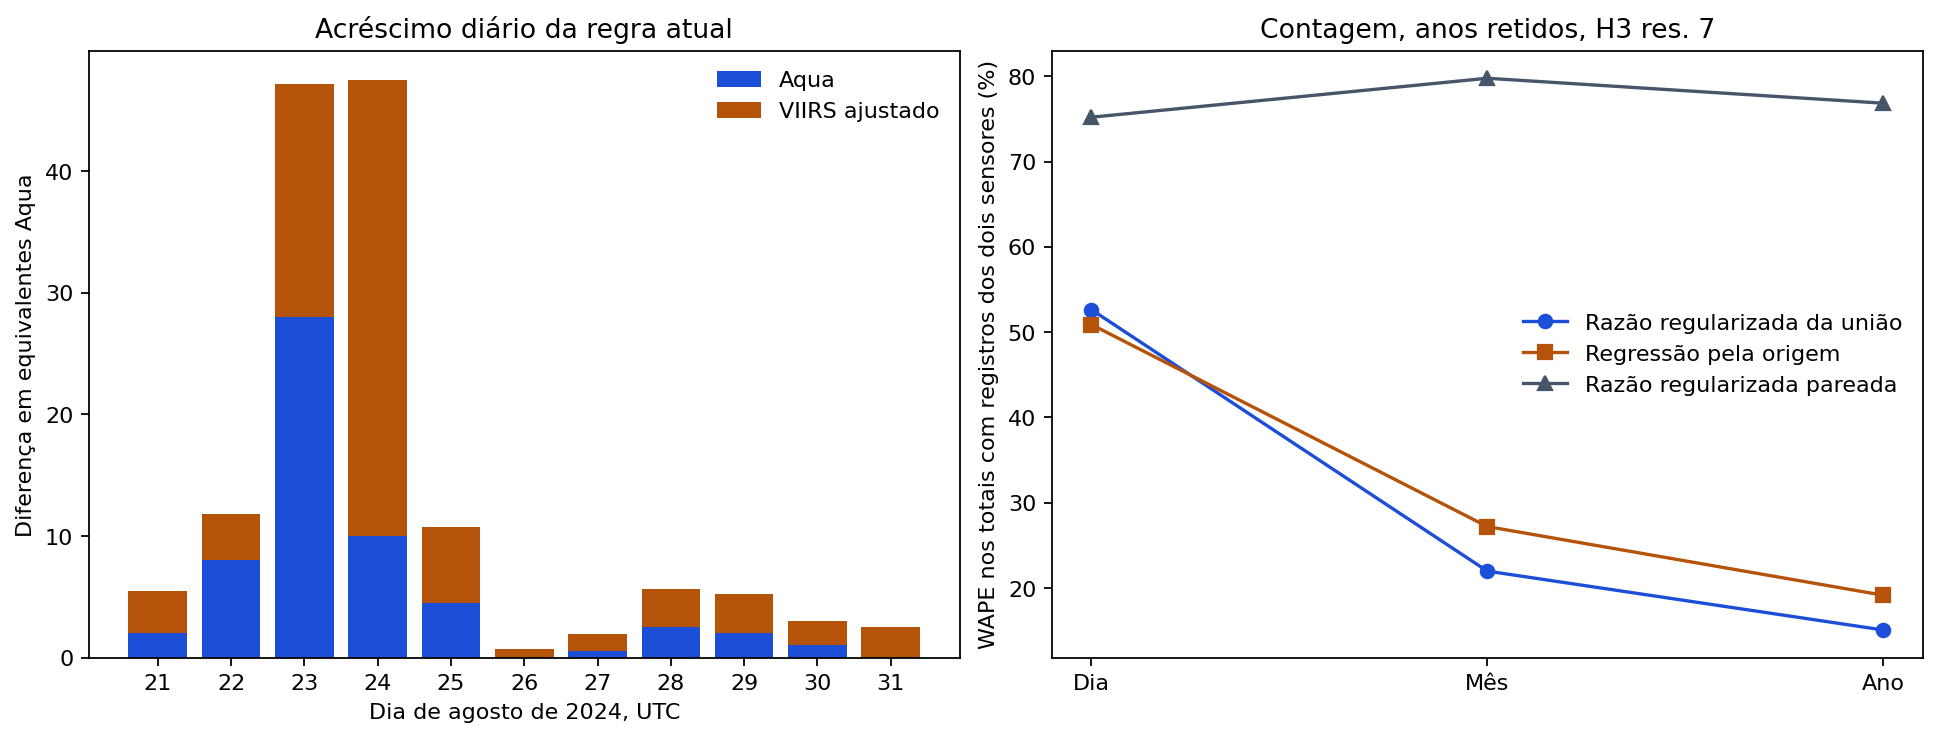 Acréscimo diário da regra atual
Diferença em equivalentes Aqua
40
30
20
10
0
Aqua
VIIRS ajustado
21 22 23 24 25 26 27 28 29 30 31
Dia de agosto de 2024, UTC
Contagem, anos retidos, H3 res. 7
WAPE nos totais com registros dos dois sensores (%)
80
70
60
50
40
30
20
Razão regularizada da união
Regressão pela origem
Razão regularizada pareada
Dia Mês Ano